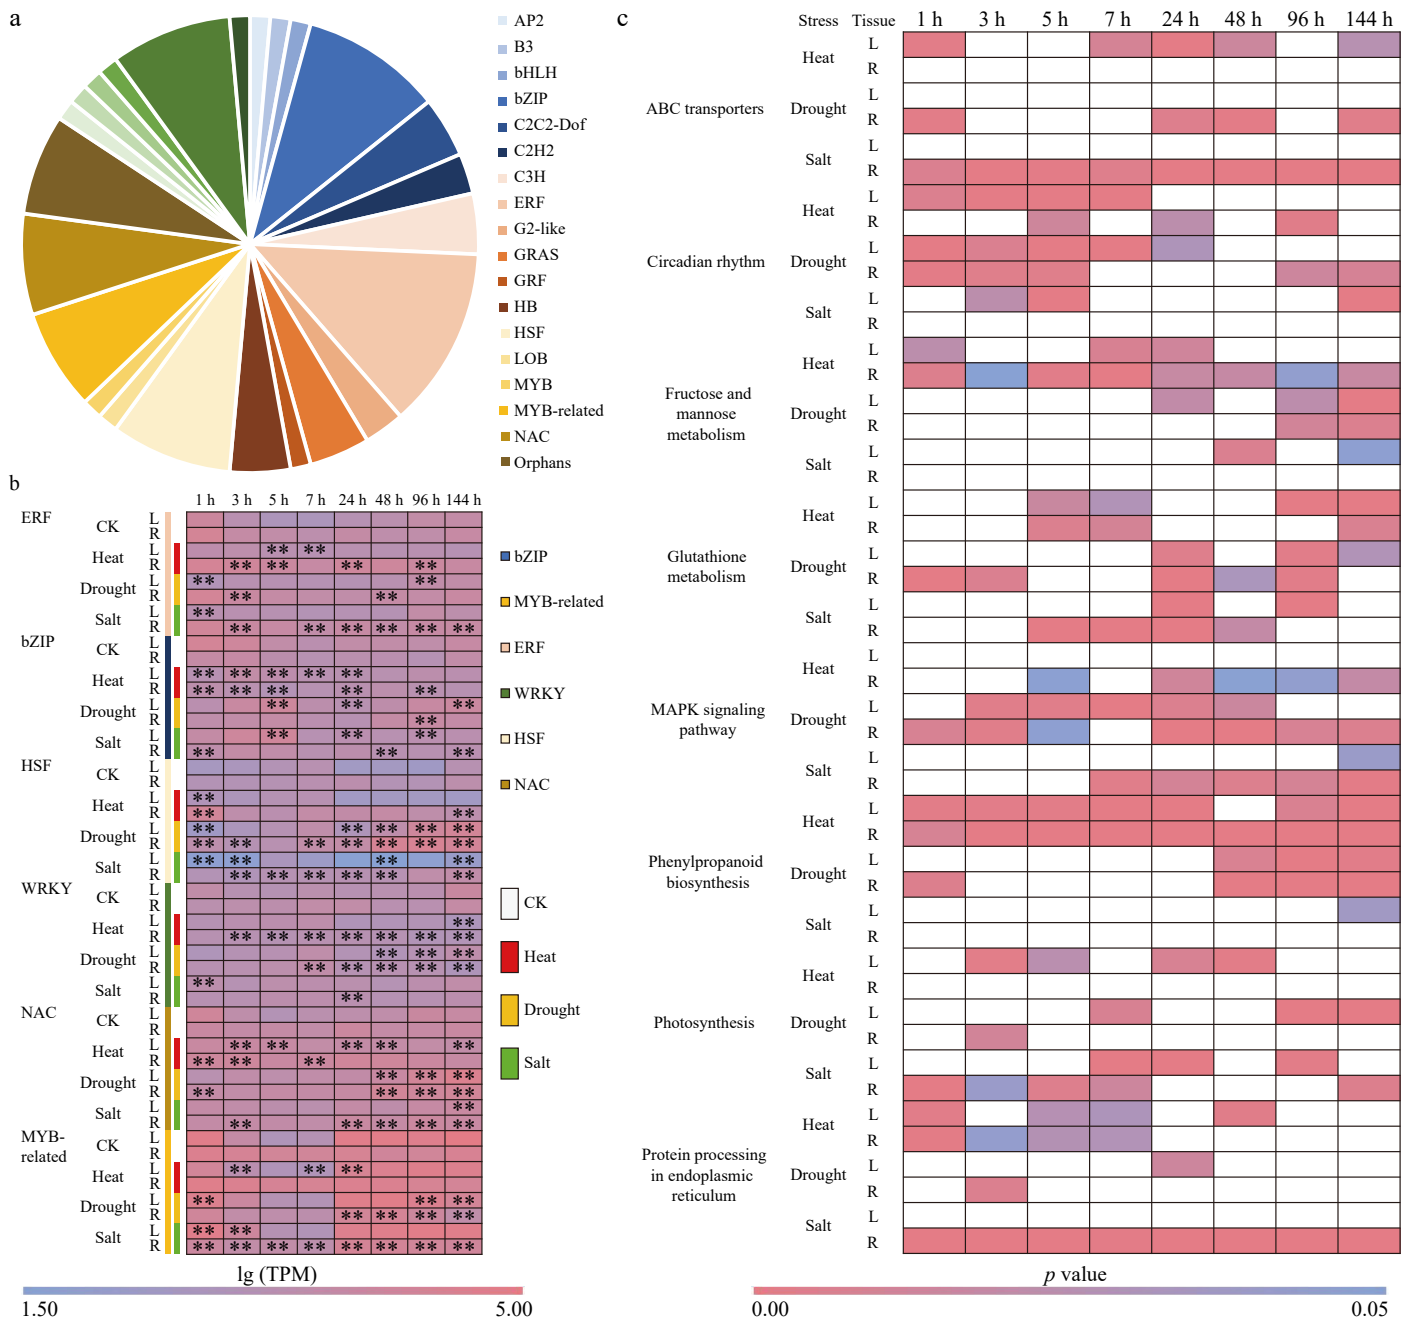 a
AP2
B3
bHLH
bZIP
C2C2-Dof
C2H2
C3H
ERF
G2-like
GRAS
GRF
HB
HSF
LOB
MYB
MYB-related
NAC
Orphans
b
1 h 3 h 5 h 7 h 24 h 48 h 96 h 144 h
ERF
CK L
R
Heat L ** **
R ** ** ** **
Drought L ** **
R ** **
Salt L **
R ** ** ** ** ** **
bZIP
CK L
R
Heat L ** ** ** ** **
R ** ** ** ** **
Drought L ** ** **
R **
Salt L ** ** **
R ** ** **
HSF
CK L
R
Heat L **
R ** **
Drought L ** ** ** ** **
R ** ** ** ** ** ** **
Salt L ** ** ** **
R ** ** ** ** ** **
WRKY
CK L
R
Heat L **
R ** ** ** ** ** ** **
Drought L ** ** **
R ** ** ** ** **
Salt L **
R **
NAC
CK L
R
Heat L ** ** ** ** **
R ** ** **
Drought L ** ** **
R ** ** ** **
Salt L **
R ** ** ** ** **
MYB-
related
CK L
R
Heat L ** ** **
R
Drought L ** ** **
R ** ** ** **
Salt L ** **
R ** ** ** ** ** ** ** **
lg (TPM)
1.50 5.00
bZIP
MYB-related
ERF
WRKY
HSF
NAC
CK
Heat
Drought
Salt
c
Stress Tissue 1 h 3 h 5 h 7 h 24 h 48 h 96 h 144 h
ABC transporters
Heat L
R
Drought L
R
Salt L
R
Circadian rhythm
Heat L
R
Drought L
R
Salt L
R
Fructose and
mannose
metabolism
Heat L
R
Drought L
R
Salt L
R
Glutathione
metabolism
Heat L
R
Drought L
R
Salt L
R
MAPK signaling
pathway
Heat L
R
Drought L
R
Salt L
R
Phenylpropanoid
biosynthesis
Heat L
R
Drought L
R
Salt L
R
Photosynthesis
Heat L
R
Drought L
R
Salt L
R
Protein processing
in endoplasmic
reticulum
Heat L
R
Drought L
R
Salt L
R
p value
0.00 0.05